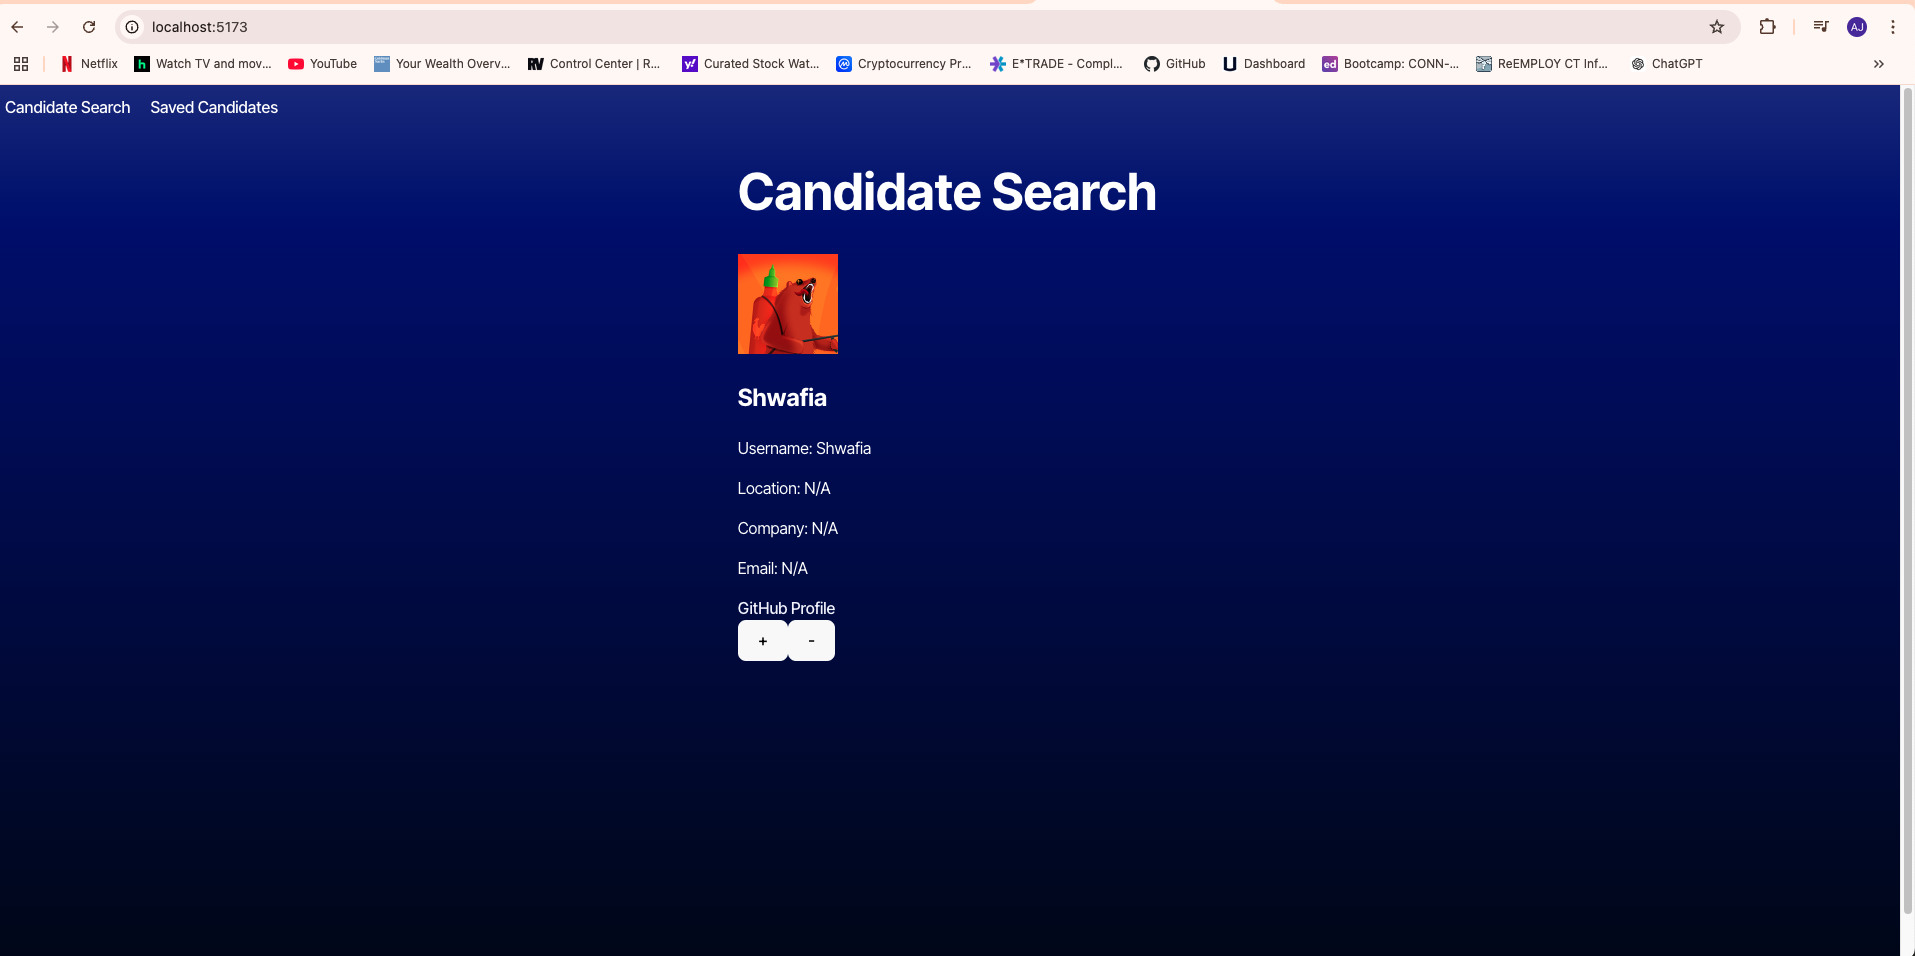 localhost:5173
AJ
Netflix Watch TV and mov... YouTube Your Wealth Overv... Control Center | R... Curated Stock Wat... Cryptocurrency Pr... E*TRADE - Compl... GitHub Dashboard Bootcamp: CONN-... ReEMPLOY CT Inf... ChatGPT
Candidate Search Saved Candidates
Candidate Search
Shwafia
Username: Shwafia
Location: N/A
Company: N/A
Email: N/A
GitHub Profile
+ -